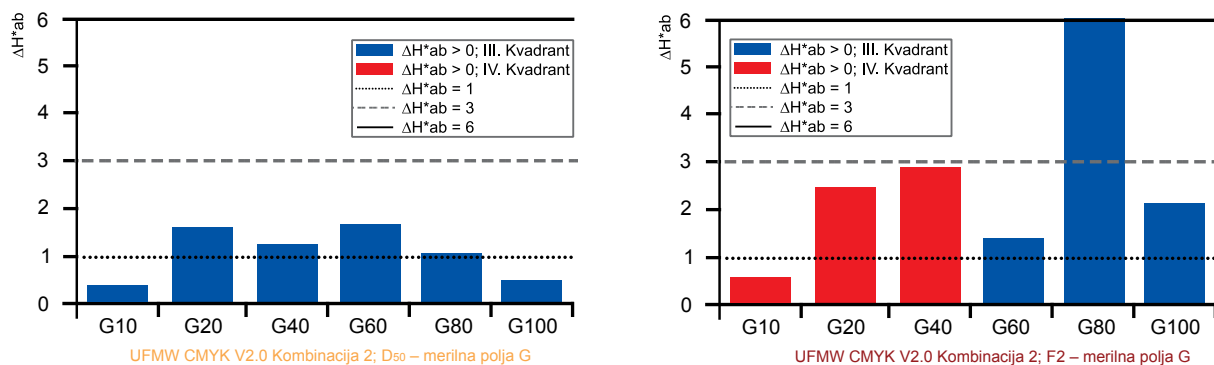 ΔH*ab
6
5
4
3
2
1
0
ΔH*ab > 0; III. Kvadrant
ΔH*ab > 0; IV. Kvadrant
ΔH*ab = 1
ΔH*ab = 3
ΔH*ab = 6
G10 G20 G40 G60 G80 G100
UFMW CMYK V2.0 Kombinacija 2; D50 – merilna polja G
ΔH*ab
6
5
4
3
2
1
0
ΔH*ab > 0; III. Kvadrant
ΔH*ab > 0; IV. Kvadrant
ΔH*ab = 1
ΔH*ab = 3
ΔH*ab = 6
G10 G20 G40 G60 G80 G100
UFMW CMYK V2.0 Kombinacija 2; F2 – merilna polja G